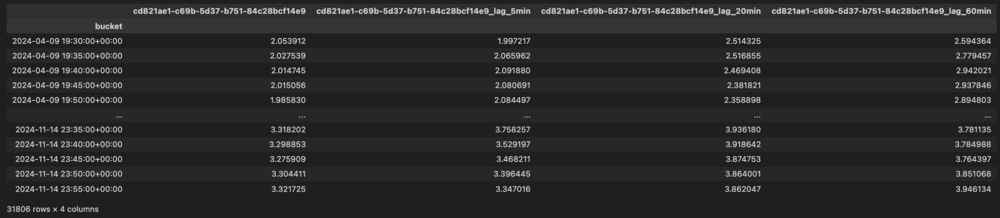 cd821ae1-c69b-5d37-b751-84c28bcf14e9 cd821ae1-c69b-5d37-b751-84c28bcf14e9_lag_5min cd821ae1-c69b-5d37-b751-84c28bcf14e9_lag_20min cd821ae1-c69b-5d37-b751-84c28bcf14e9_lag_60min
bucket
2024-04-09 19:30:00+00:00 2.053912 1.997217 2.514325 2.594364
2024-04-09 19:35:00+00:00 2.027539 2.065962 2.516855 2.779457
2024-04-09 19:40:00+00:00 2.014745 2.091880 2.469408 2.942021
2024-04-09 19:45:00+00:00 2.015056 2.080691 2.381821 2.937846
2024-04-09 19:50:00+00:00 1.985830 2.084497 2.358898 2.894803
... ... ... ... ...
2024-11-14 23:35:00+00:00 3.318202 3.758257 3.936180 3.781135
2024-11-14 23:40:00+00:00 3.298853 3.529197 3.918642 3.784988
2024-11-14 23:45:00+00:00 3.275909 3.468211 3.874753 3.764397
2024-11-14 23:50:00+00:00 3.304411 3.396445 3.864001 3.851068
2024-11-14 23:55:00+00:00 3.321725 3.347016 3.862047 3.946134
31806 rows × 4 columns